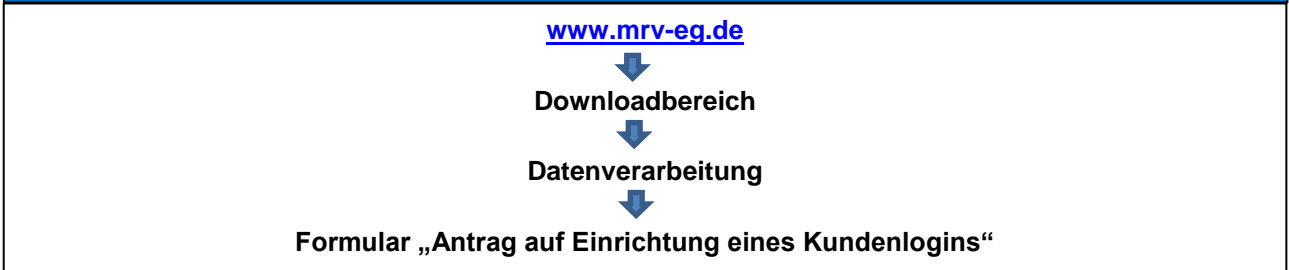 www.mrv-eg.de
Downloadbereich
Datenverarbeitung
Formular „Antrag auf Einrichtung eines Kundenlogins“